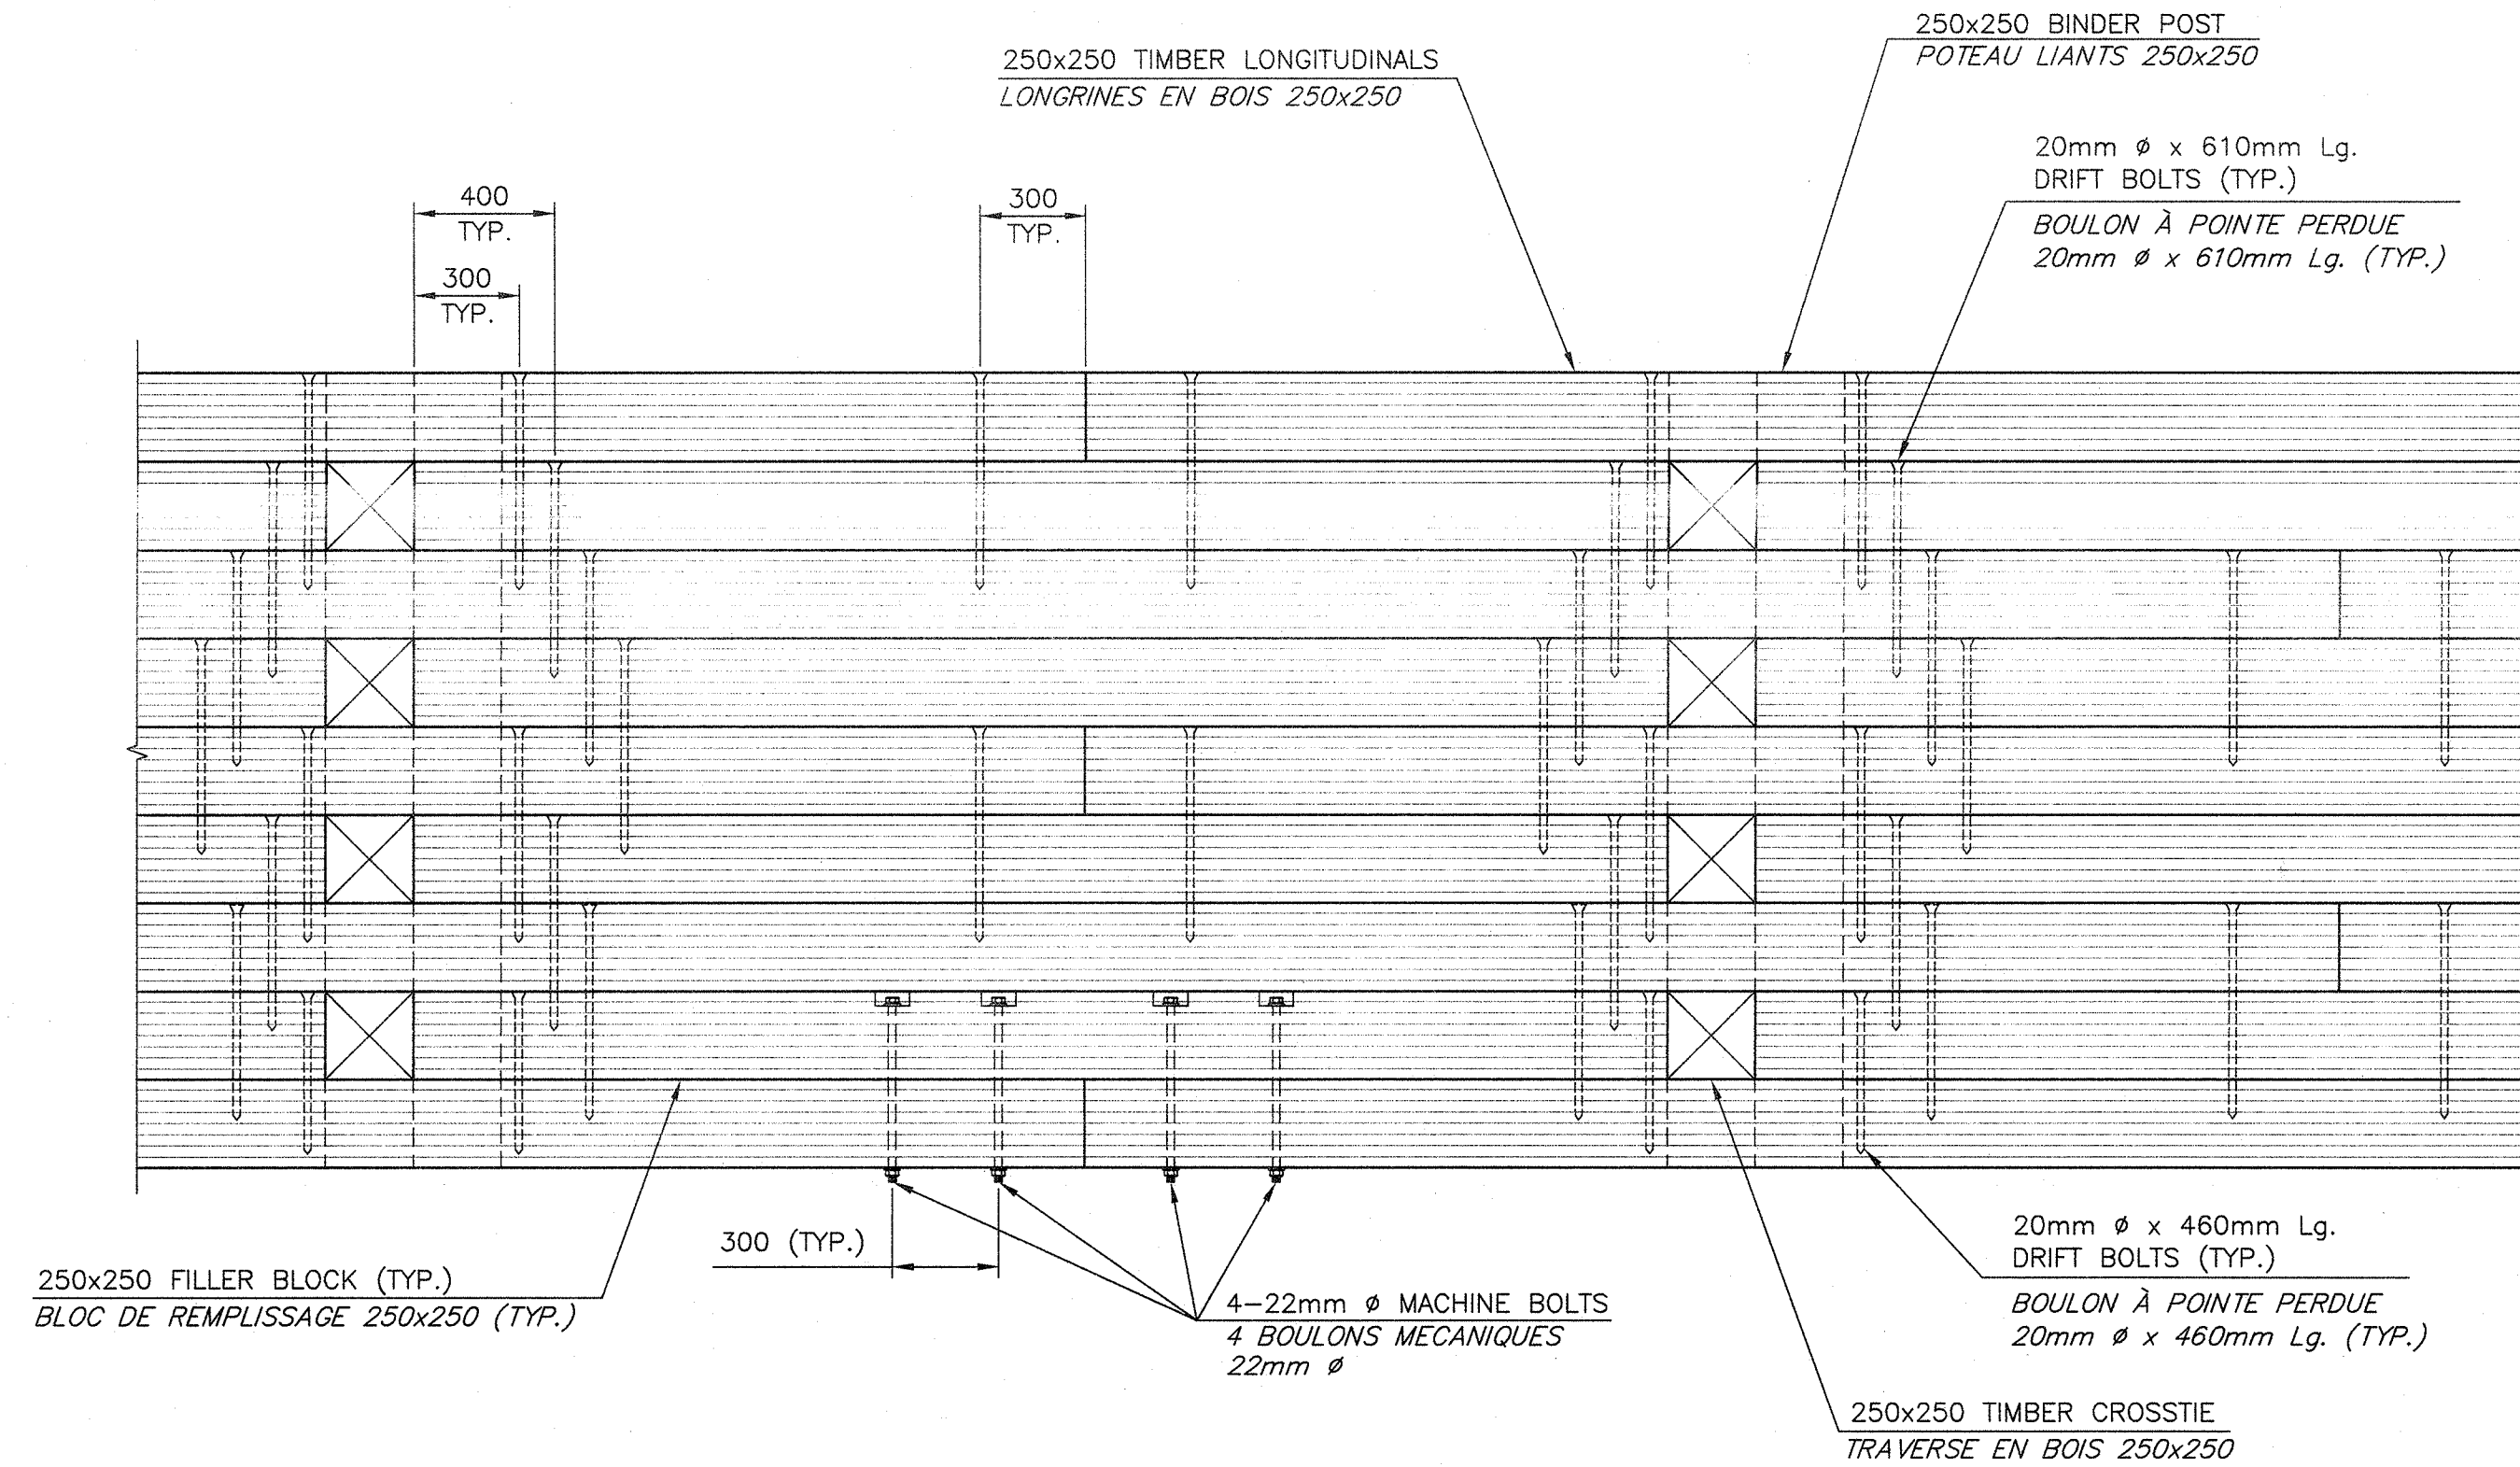 250x250 BINDER POST
POTEAU LIANTS 250x250
250x250 TIMBER LONGITUDINALS
LONGRINES EN BOIS 250x250
20mm ø x 610mm Lg.
DRIFT BOLTS (TYP.)
BOULON À POINTE PERDUE
20mm ø x 610mm Lg. (TYP.)
400
TYP.
300
TYP.
300
TYP.
300 (TYP.)
250x250 FILLER BLOCK (TYP.)
BLOC DE REMPLISSAGE 250x250 (TYP.)
4-22mm ø MACHINE BOLTS
4 BOULONS MECANIQUES
22mm ø
20mm ø x 460mm Lg.
DRIFT BOLTS (TYP.)
BOULON À POINTE PERDUE
20mm ø x 460mm Lg. (TYP.)
250x250 TIMBER CROSSTIE
TRAVERSE EN BOIS 250x250